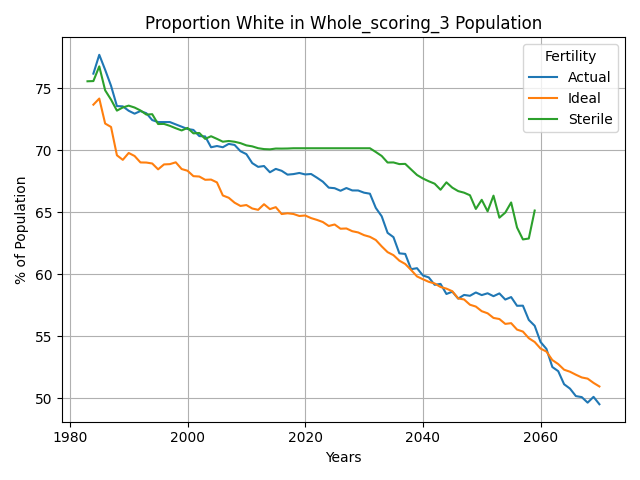 Proportion White in Whole_scoring_3 Population
Fertility
Actual
Ideal
Sterile
% of Population
75
70
65
60
55
50
1980
2000
2020
2040
2060
Years